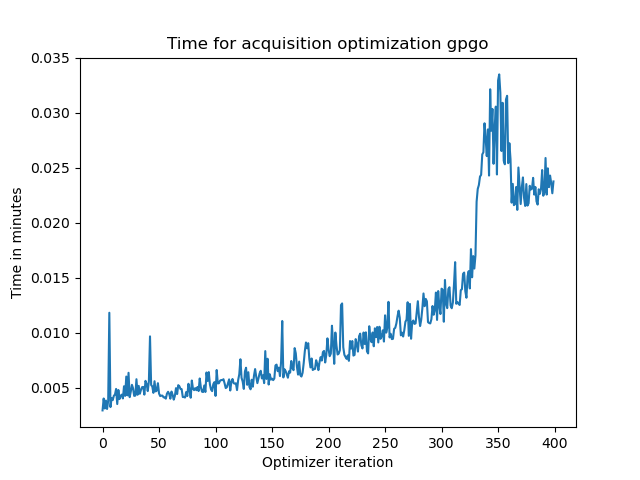 Time for acquisition optimization gpgo
0.035
0.030
0.025
0.020
0.015
0.010
0.005
Time in minutes
0 50 100 150 200 250 300 350 400
Optimizer iteration